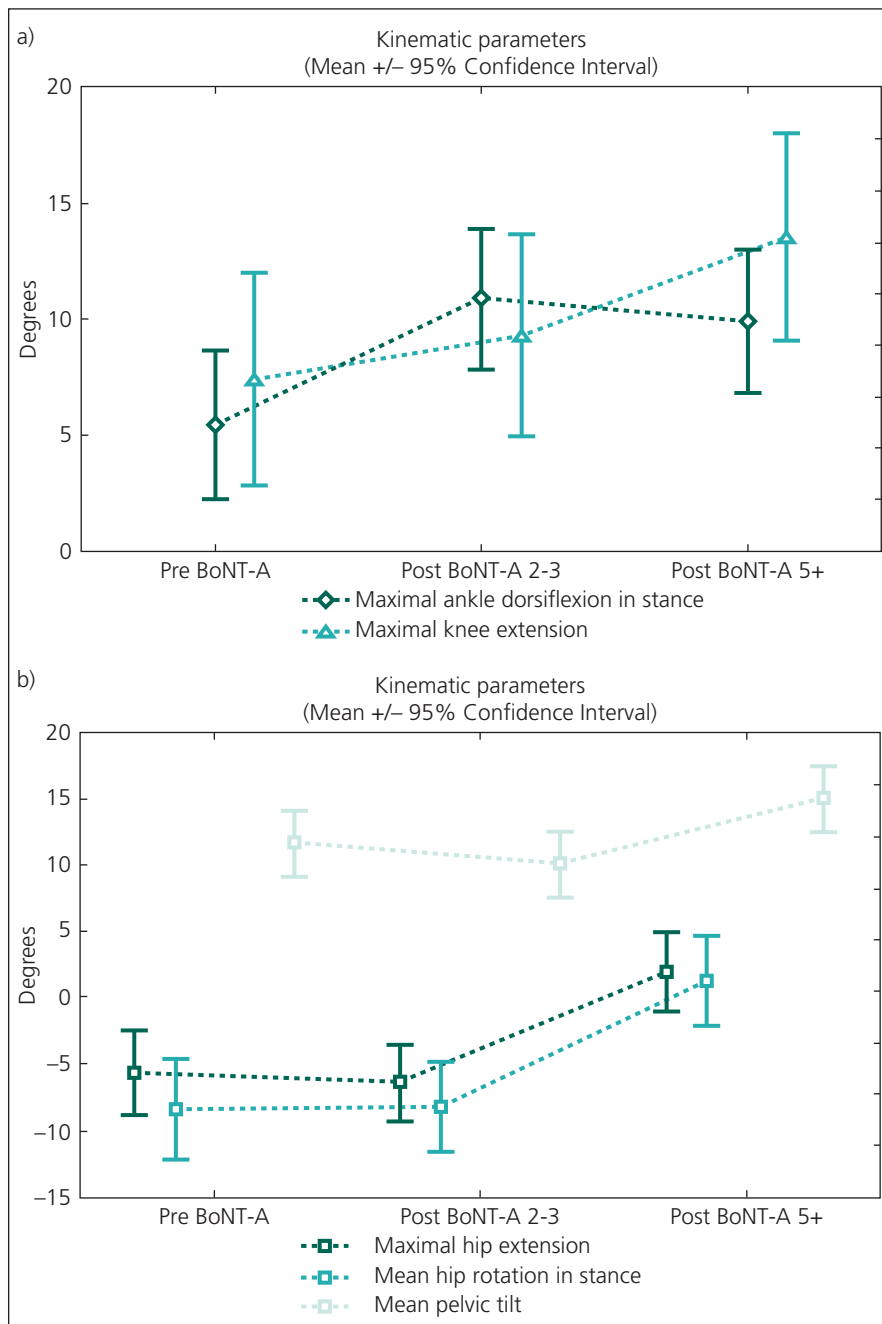 a)
Kinematic parameters
(Mean +/– 95% Confidence Interval)
20
15
10
5
0
Degrees
Pre BoNT-A Post BoNT-A 2-3 Post BoNT-A 5+
Maximal ankle dorsiflexion in stance
Maximal knee extension
b)
Kinematic parameters
(Mean +/– 95% Confidence Interval)
20
15
10
5
0
–5
–10
–15
Degrees
Pre BoNT-A Post BoNT-A 2-3 Post BoNT-A 5+
Maximal hip extension
Mean hip rotation in stance
Mean pelvic tilt